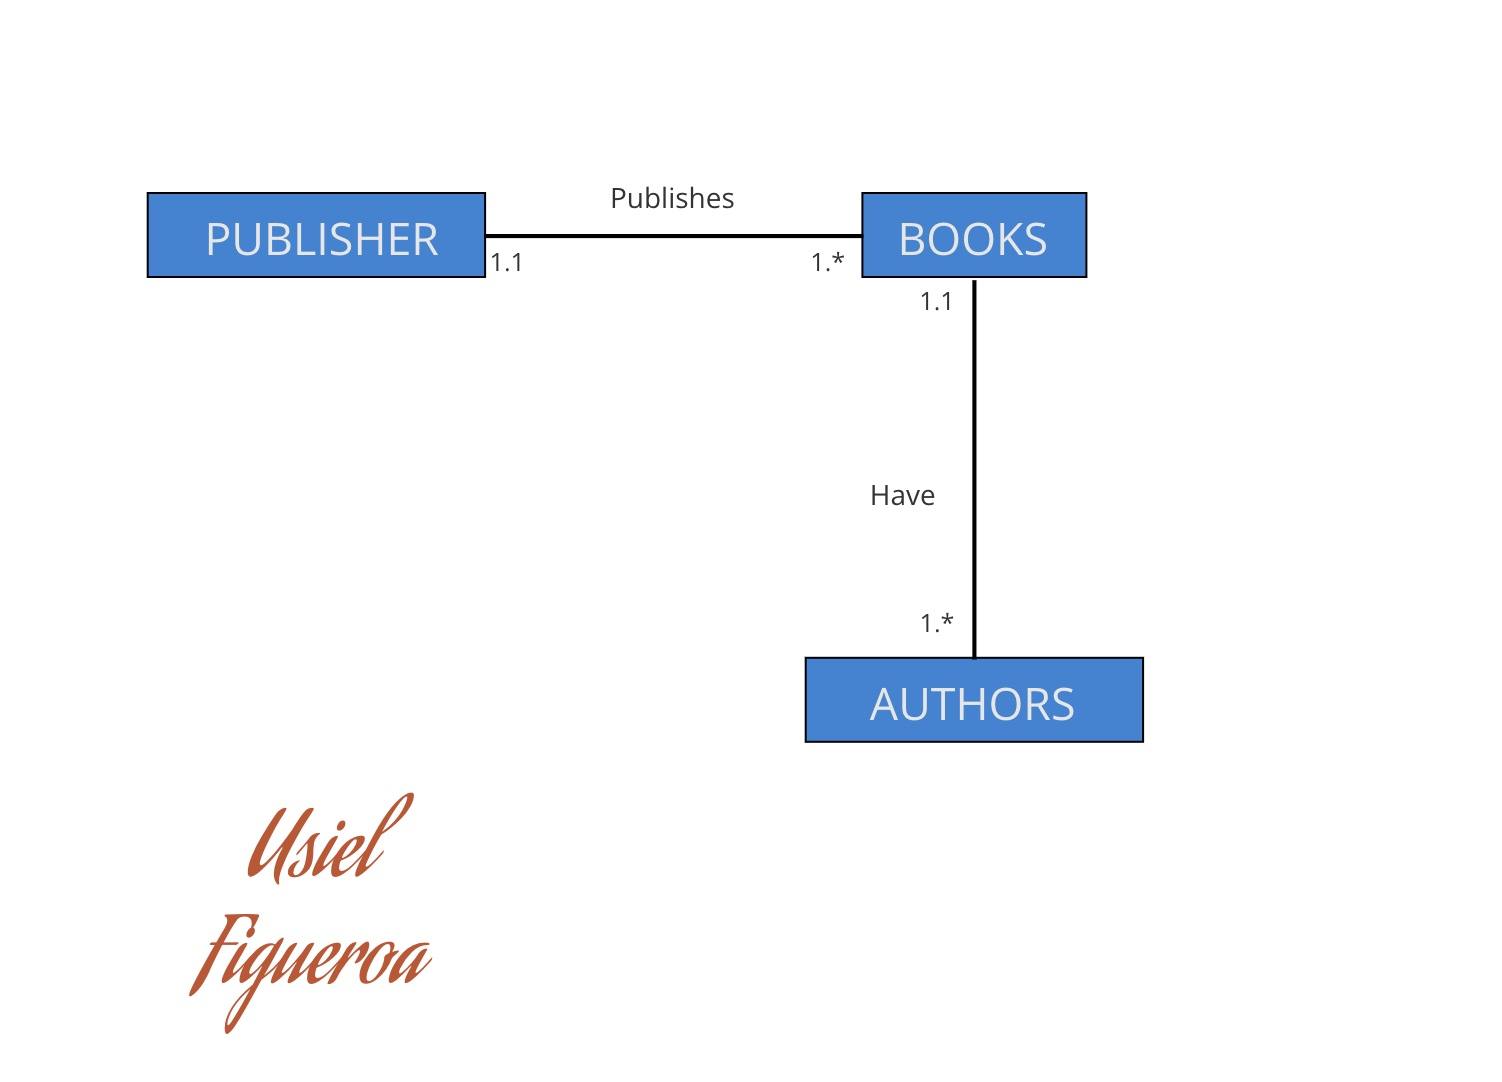 Publishes
PUBLISHER
BOOKS
1.1
1.*
1.1
Have
1.*
AUTHORS
Usiel
Figueroa